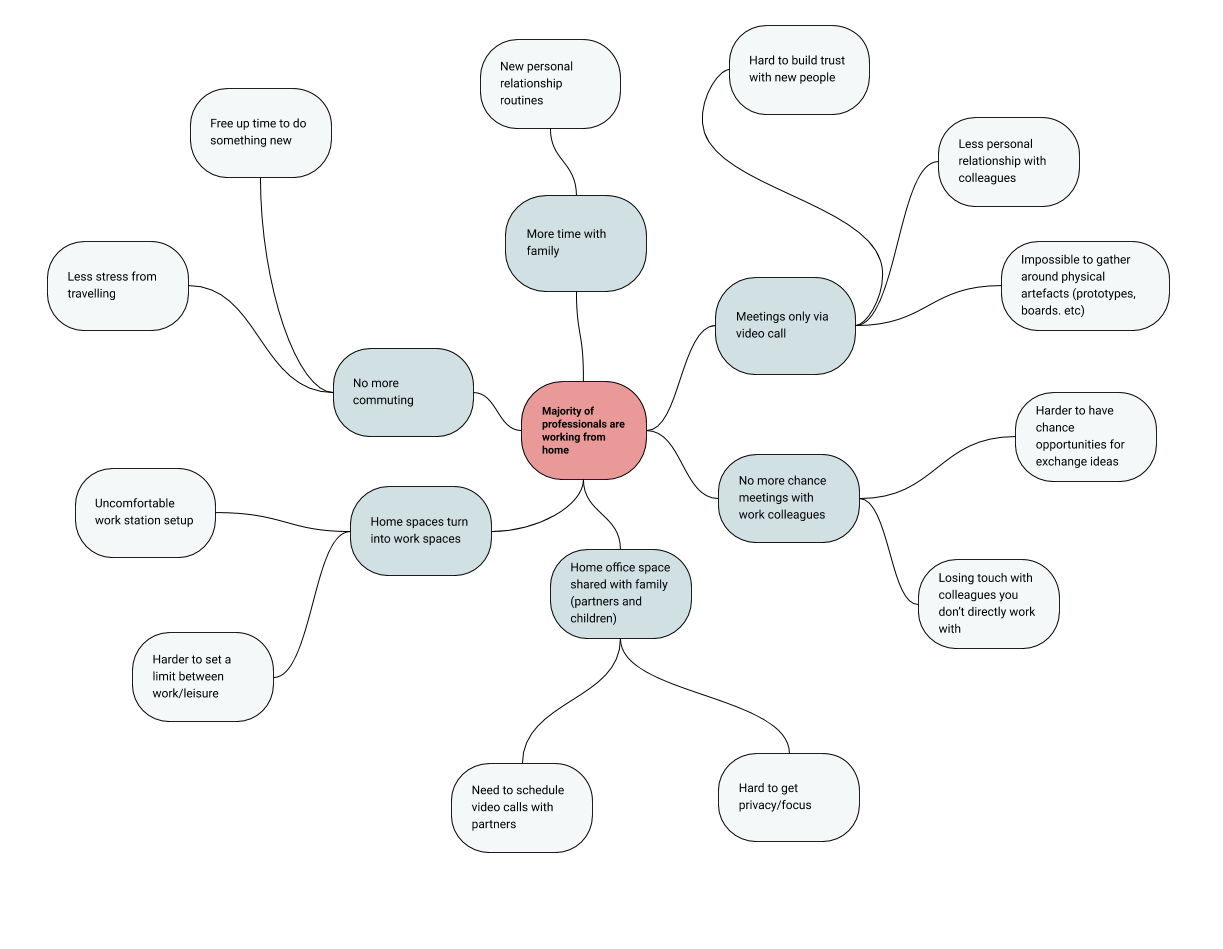 Hard to build trust
with new people
New personal
relationship
routines
Free up time to do
something new
Less personal
relationship with
colleagues
More time with
family
Less stress from
travelling
Impossible to gather
around physical
artefacts (prototypes,
boards. etc)
Meetings only via
video call
No more
commuting
Majority of
professionals are
working from
home
Harder to have
chance
opportunities for
exchange ideas
No more chance
meetings with
work colleagues
Uncomfortable
work station setup
Home spaces turn
into work spaces
Home office space
shared with family
(partners and
children)
Losing touch with
colleagues you
don’t directly work
with
Harder to set a
limit between
work/leisure
Need to schedule
video calls with
partners
Hard to get
privacy/focus